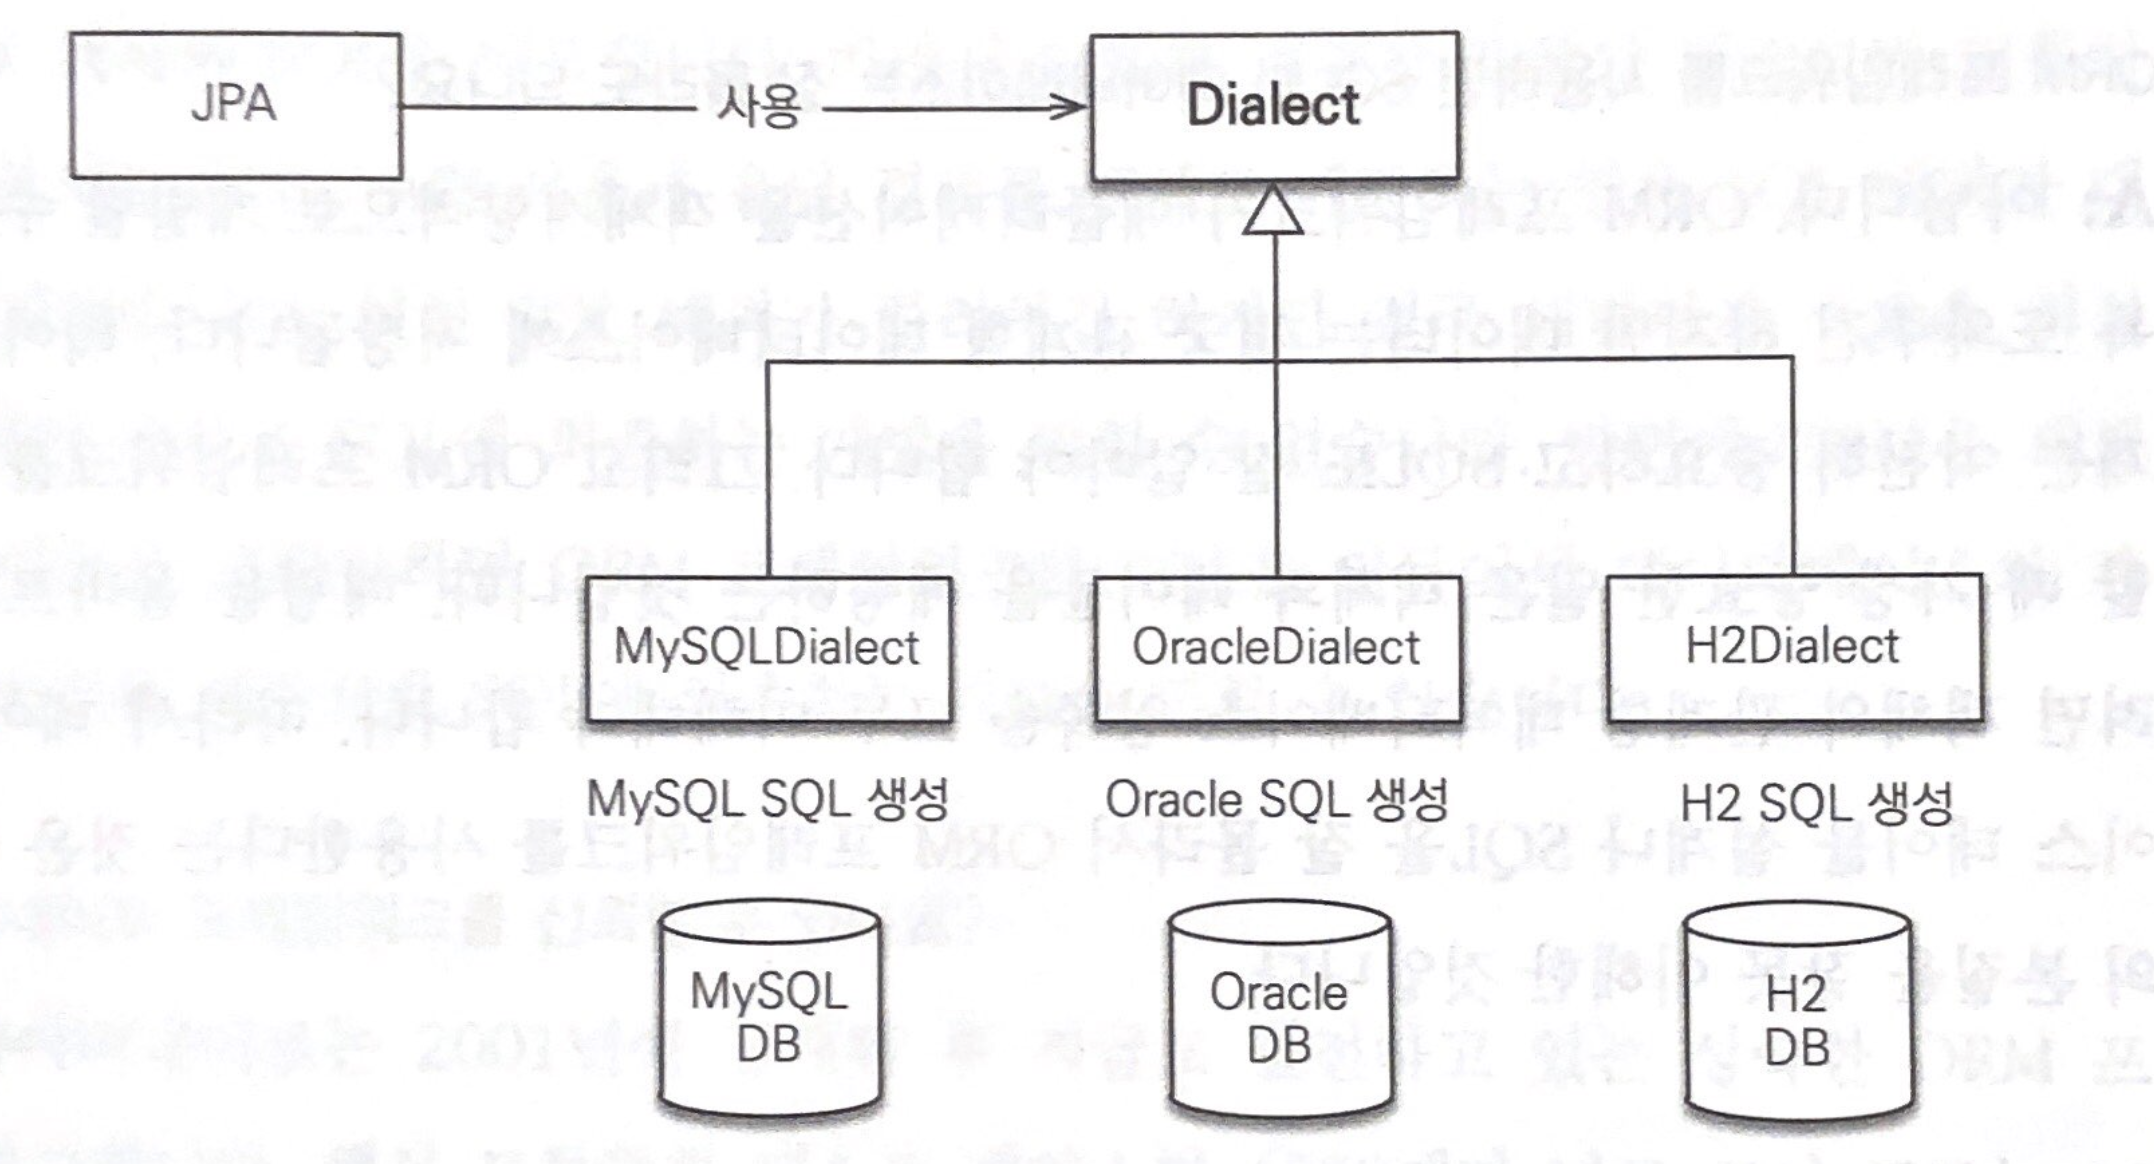 JPA
사용
Dialect
MySQLDialect
OracleDialect
H2Dialect
MySQL SQL 생성
Oracle SQL 생성
H2 SQL 생성
MySQL
DB
Oracle
DB
H2
DB